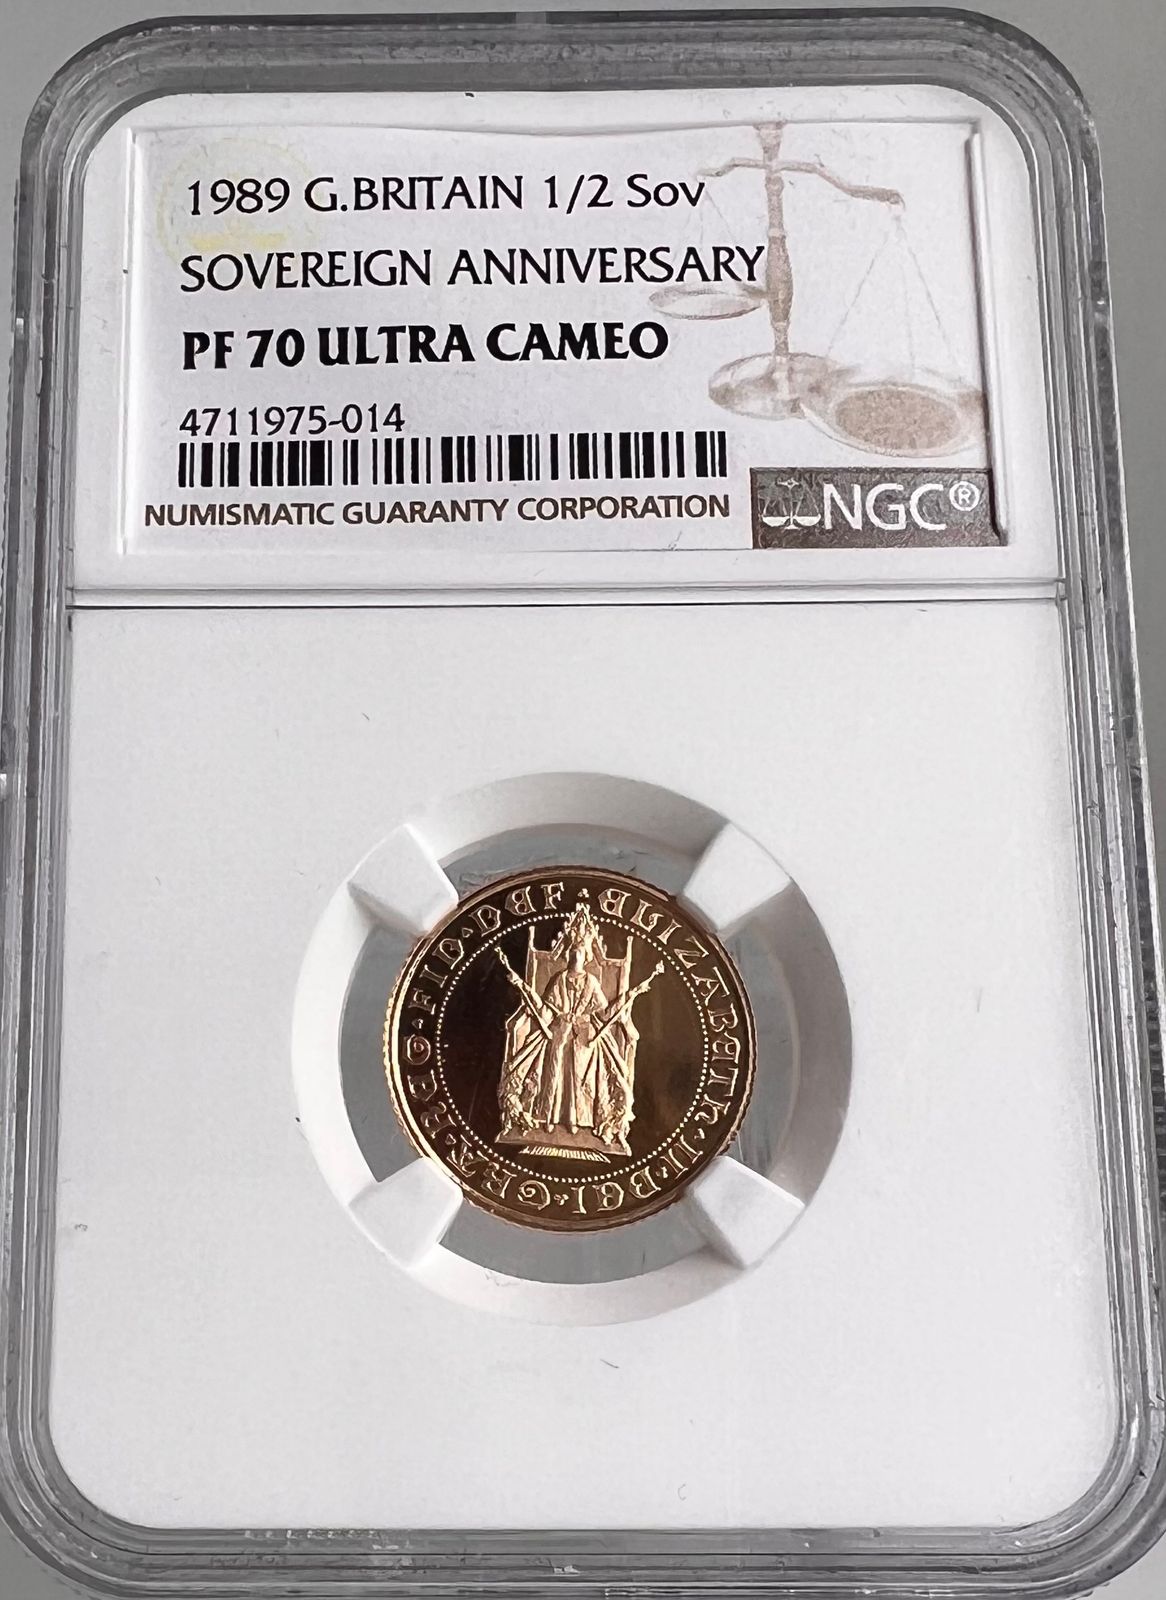 1989 G.BRITAIN 1/2 Sov
SOVEREIGN ANNIVERSARY
PF 70 ULTRA CAMEO
4711975-014
NUMISMATIC GUARANTY CORPORATION
NGC®
ELIZABETH·II·DEI·GRA·REG·FID·DEF